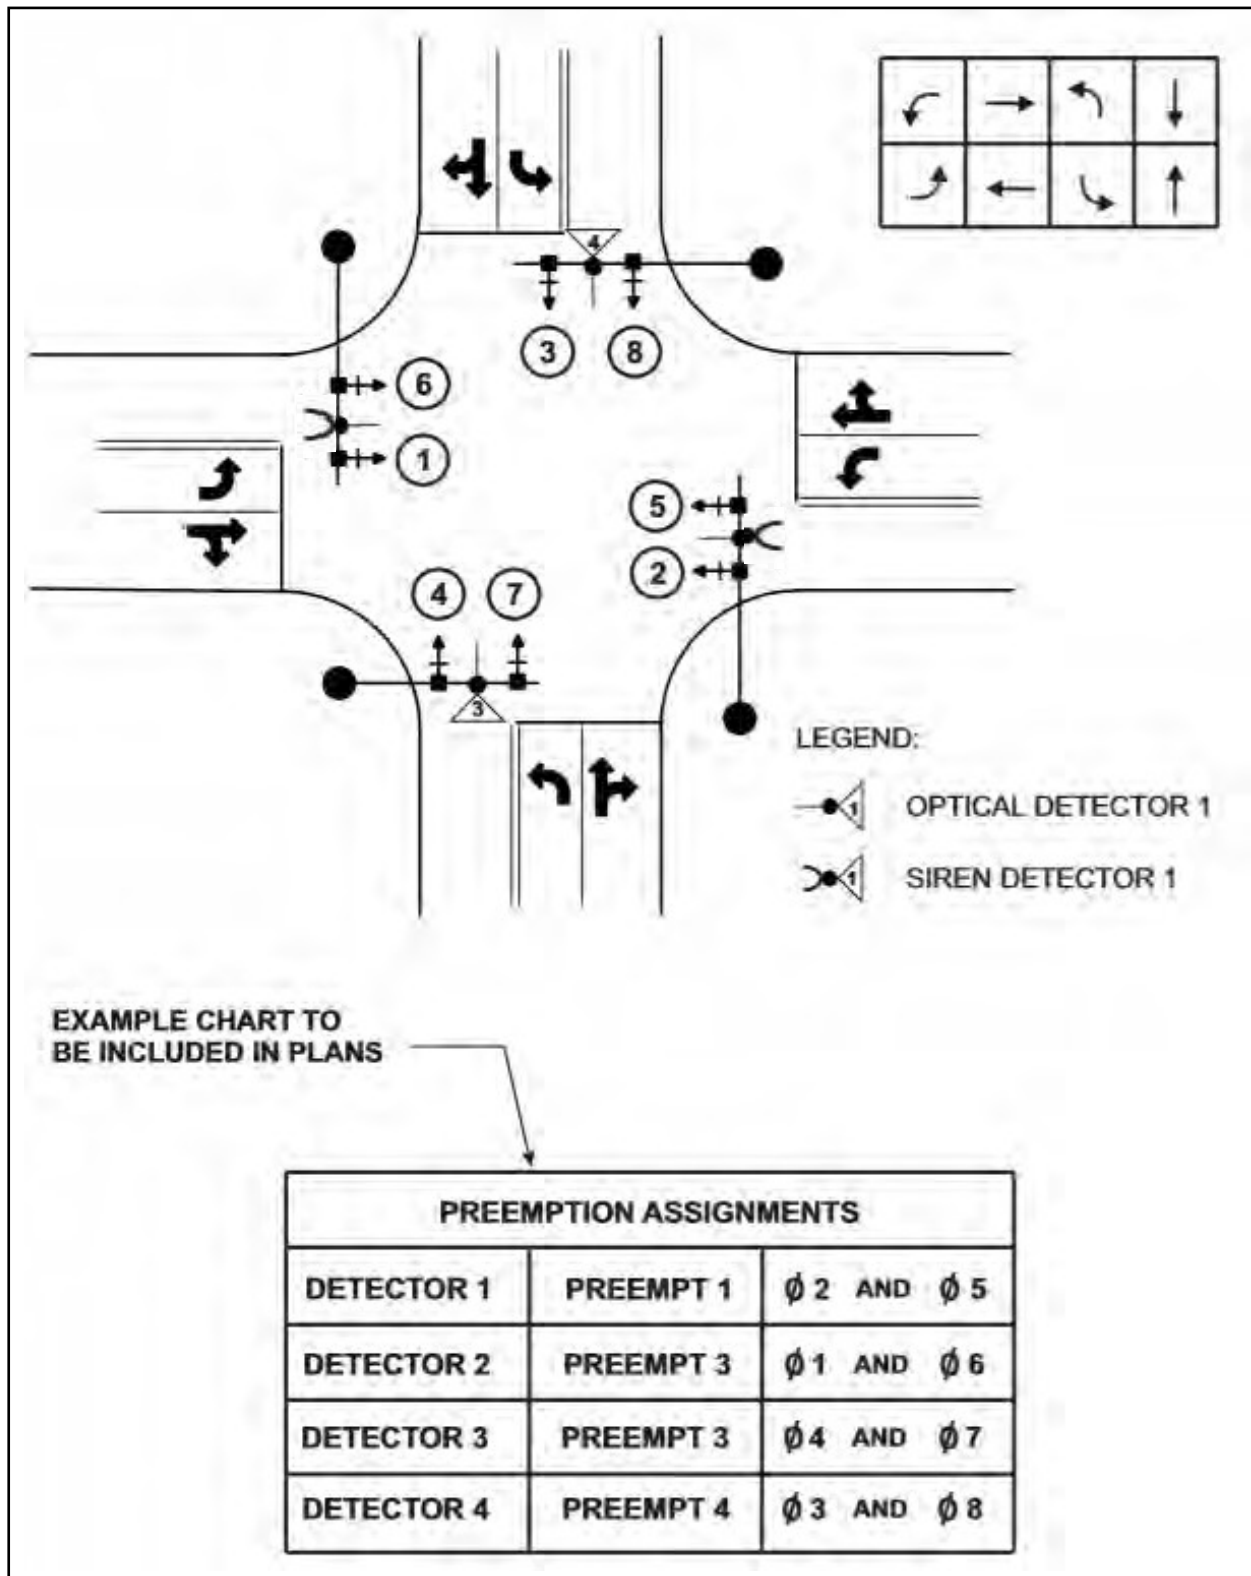 4
3
8
6
1
5
2
4
7
3
LEGEND:
1 OPTICAL DETECTOR 1
1 SIREN DETECTOR 1
EXAMPLE CHART TO
BE INCLUDED IN PLANS
PREEMPTION ASSIGNMENTS
DETECTOR 1 PREEMPT 1 Ø 2 AND Ø 5
DETECTOR 2 PREEMPT 3 Ø 1 AND Ø 6
DETECTOR 3 PREEMPT 3 Ø 4 AND Ø 7
DETECTOR 4 PREEMPT 4 Ø 3 AND Ø 8